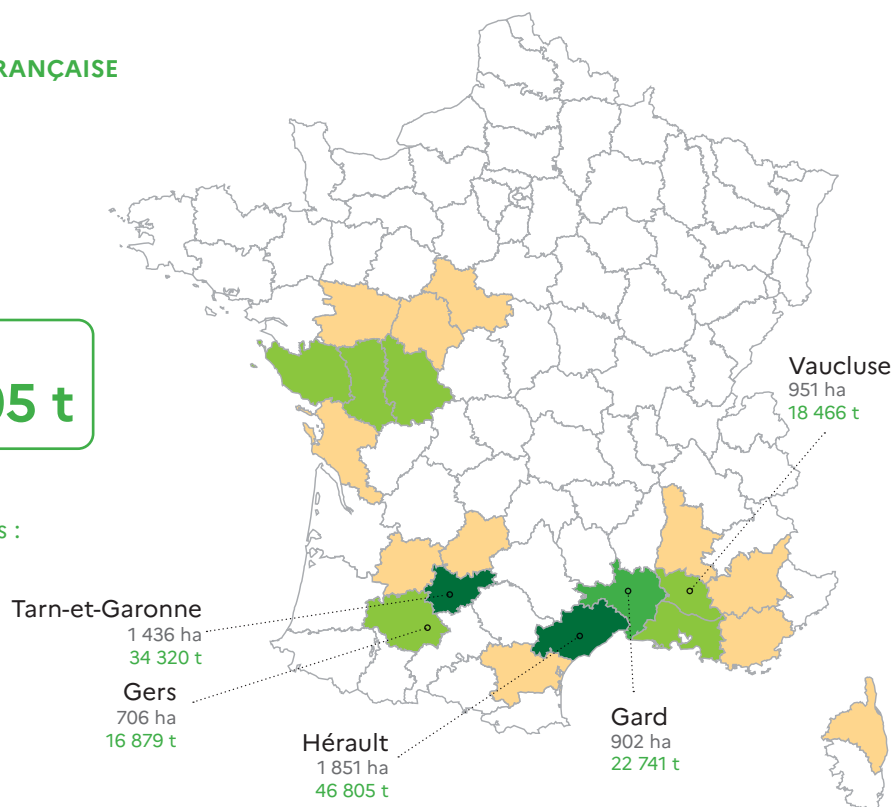 RANÇAISE
95 t
s :
Vaucluse
951 ha
18 466 t
Tarn-et-Garonne
1 436 ha
34 320 t
Gers
706 ha
16 879 t
Hérault
1 851 ha
46 805 t
Gard
902 ha
22 741 t